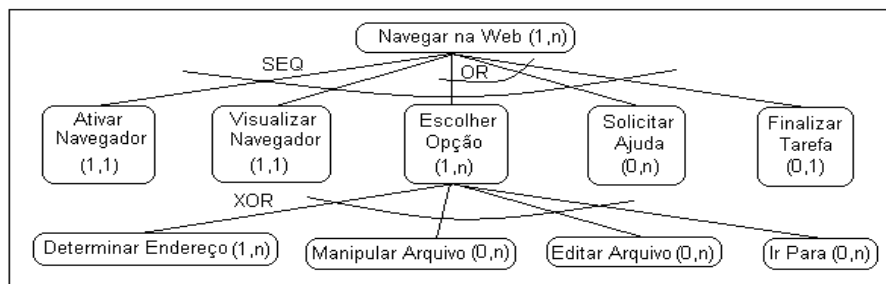 Navegar na Web (1,n)
SEQ
OR
Ativar
Navegador
(1,1)
Visualizar
Navegador
(1,1)
Escolher
Opção
(1,n)
Solicitar
Ajuda
(0,n)
Finalizar
Tarefa
(0,1)
XOR
Determinar Endereço (1,n)
Manipular Arquivo (0,n)
Editar Arquivo (0,n)
Ir Para (0,n)